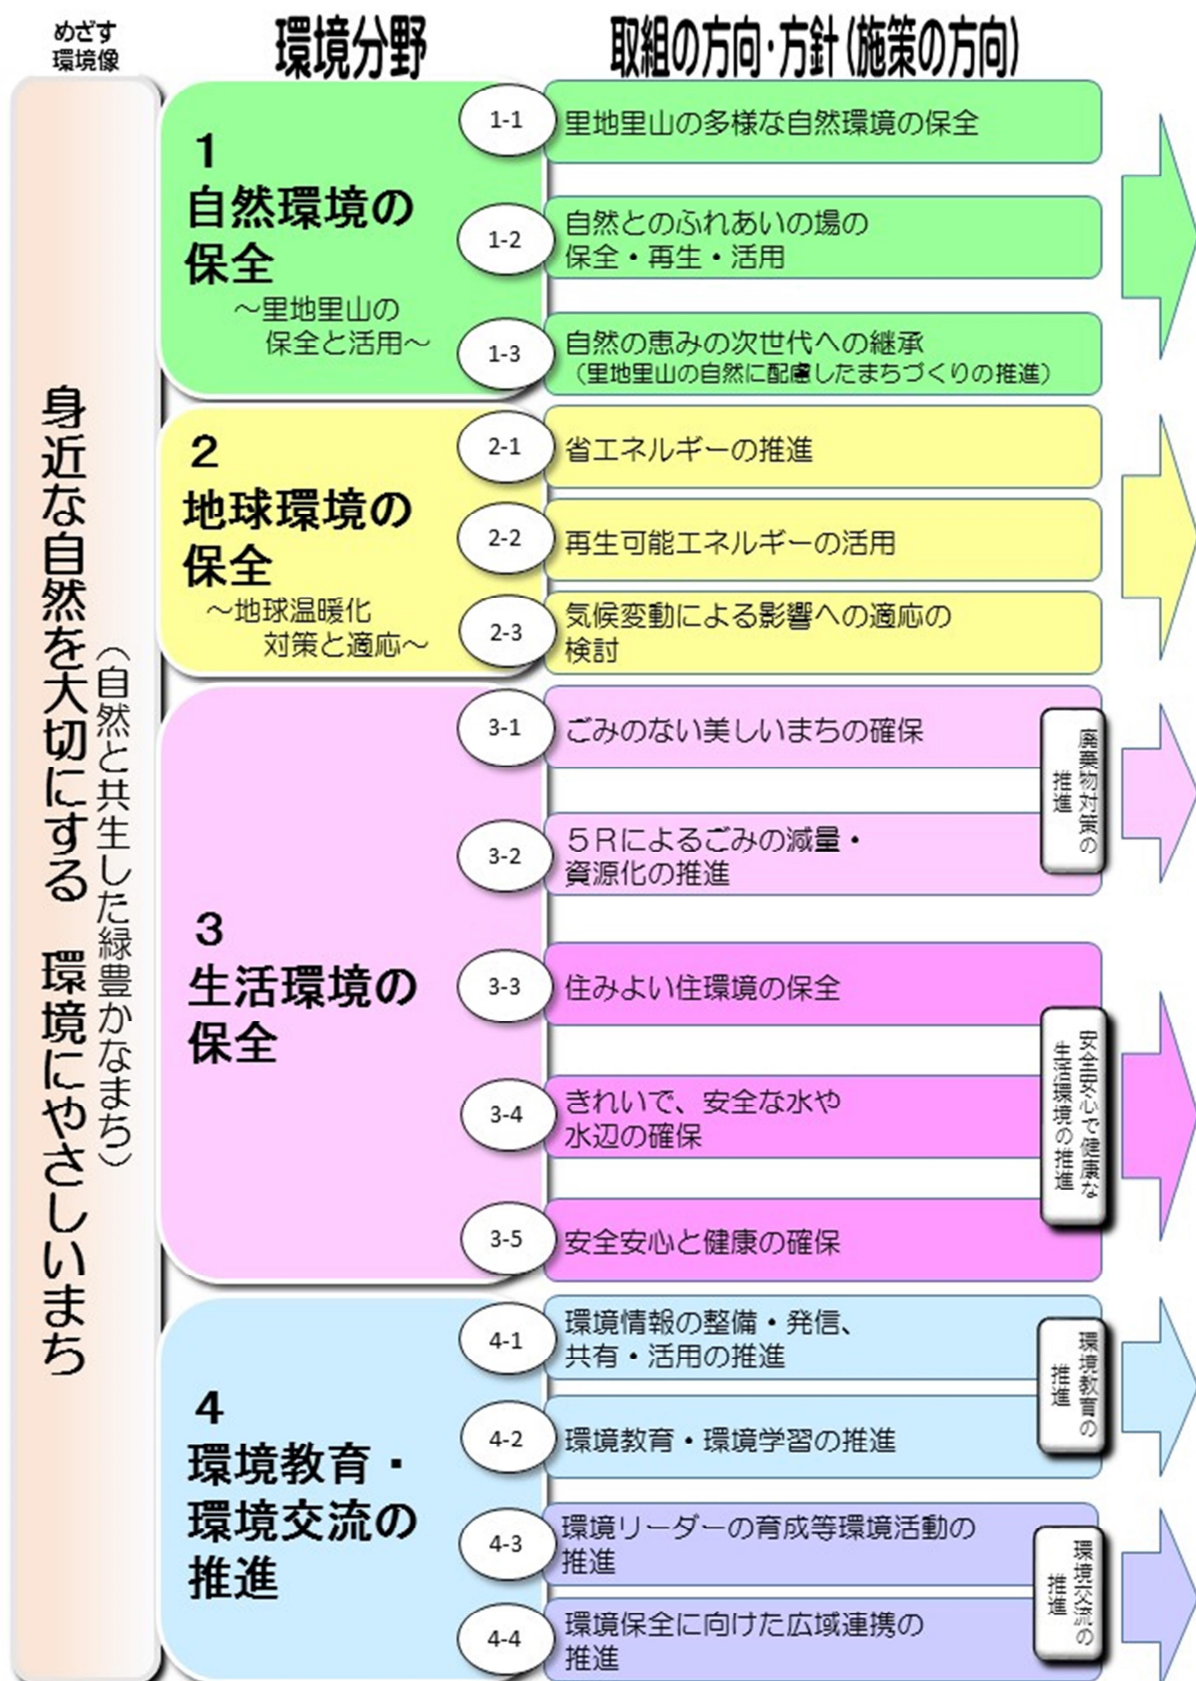 めざす
環境像
環境分野
取組の方向・方針(施策の方向)
身近な自然を大切にする　環境にやさしいまち
(自然と共生した緑豊かなまち)
1
自然環境の
保全
～里地里山の
保全と活用～
1-1
里地里山の多様な自然環境の保全
1-2
自然とのふれあいの場の
保全・再生・活用
1-3
自然の恵みの次世代への継承
(里地里山の自然に配慮したまちづくりの推進)
2
地球環境の
保全
～地球温暖化
対策と適応～
2-1
省エネルギーの推進
2-2
再生可能エネルギーの活用
2-3
気候変動による影響への適応の
検討
3
生活環境の
保全
3-1
ごみのない美しいまちの確保
3-2
５Ｒによるごみの減量・
資源化の推進
廃棄物対策の
推進
3-3
住みよい住環境の保全
3-4
きれいで、安全な水や
水辺の確保
3-5
安全安心と健康の確保
安全安心で健康な
生活環境の推進
4
環境教育・
環境交流の
推進
4-1
環境情報の整備・発信、
共有・活用の推進
4-2
環境教育・環境学習の推進
環境教育の
推進
4-3
環境リーダーの育成等環境活動の
推進
4-4
環境保全に向けた広域連携の
推進
環境交流の
推進